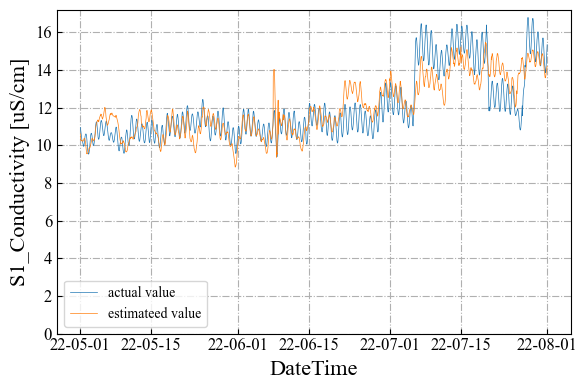 S1_Conductivity [uS/cm]
16
14
12
10
8
6
4
2
0
actual value
estimateed value
22-05-01 22-05-15 22-06-01 22-06-15 22-07-01 22-07-15 22-08-01
DateTime